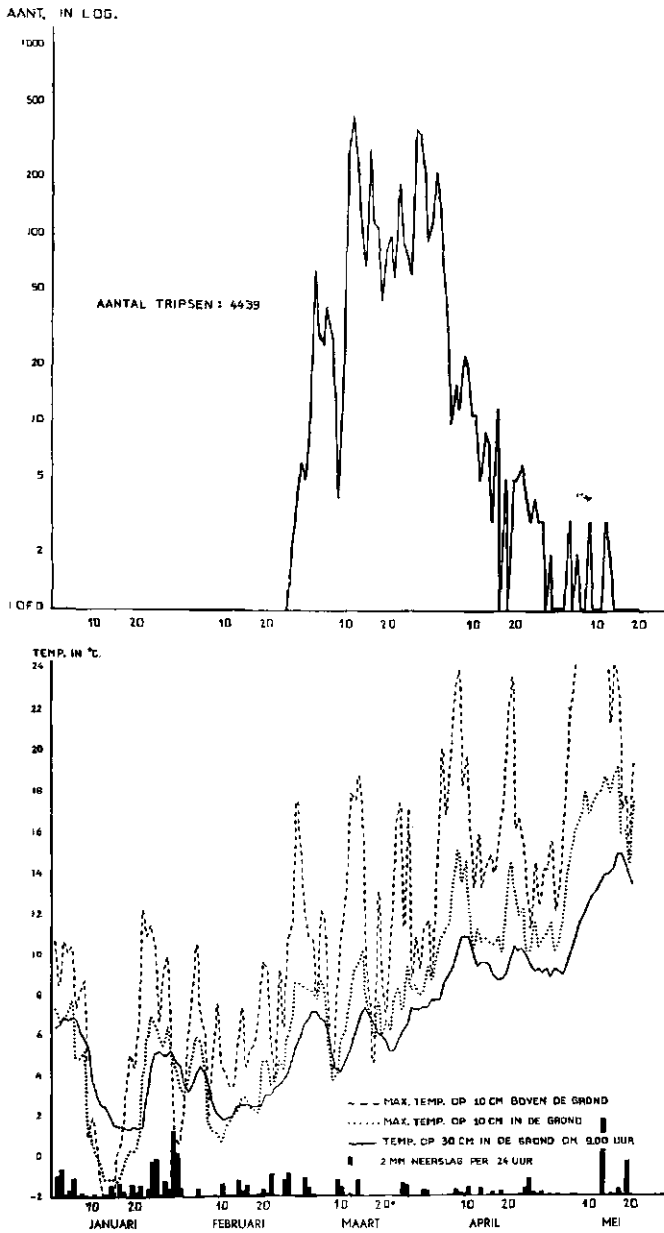 AANT. IN LOG.
1000
500
200
100
50
AANTAL TRIPSEN: 4439
20
10
5
2
1 OF 0
10 20 10 20 10 20 10 20 10 20
TEMP. IN °C.
24
22
20
18
16
14
12
10
8
6
4
2
0
-2
MAX. TEMP. OP 10 CM BOVEN DE GROND
MAX. TEMP. OP 10 CM IN DE GROND
TEMP. OP 30 CM IN DE GROND OM 9.00 UUR
2 MM NEERSLAG PER 24 UUR
10 20 10 20 10 20 10 20 10 20
JANUARI FEBRUARI MAART APRIL MEI